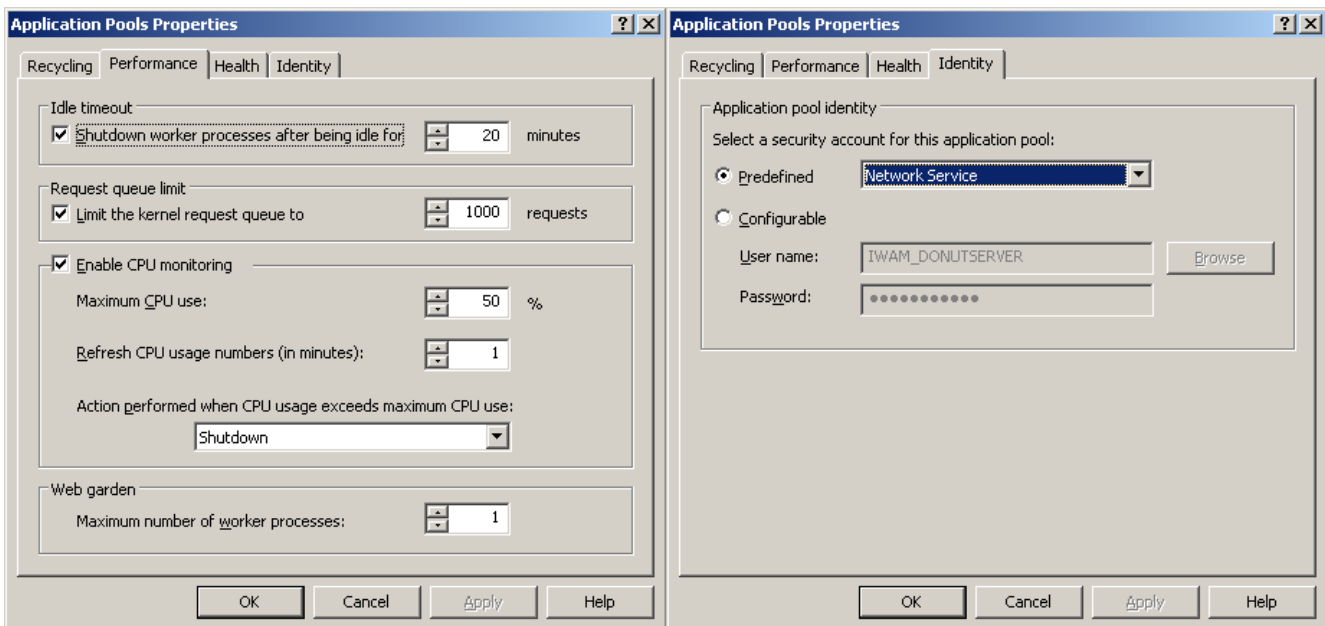 Application Pools Properties
Recycling Performance Health Identity
Idle timeout
Shutdown worker processes after being idle for 20 minutes
Request queue limit
Limit the kernel request queue to 1000 requests
Enable CPU monitoring
Maximum CPU use: 50 %
Refresh CPU usage numbers (in minutes): 1
Action performed when CPU usage exceeds maximum CPU use:
Shutdown
Web garden
Maximum number of worker processes: 1
OK Cancel Apply Help
Application Pools Properties
Recycling Performance Health Identity
Application pool identity
Select a security account for this application pool:
Predefined Network Service
Configurable
User name: IWAM_DONUTSERVER Browse
Password: ●●●●●●●●●●●
OK Cancel Apply Help